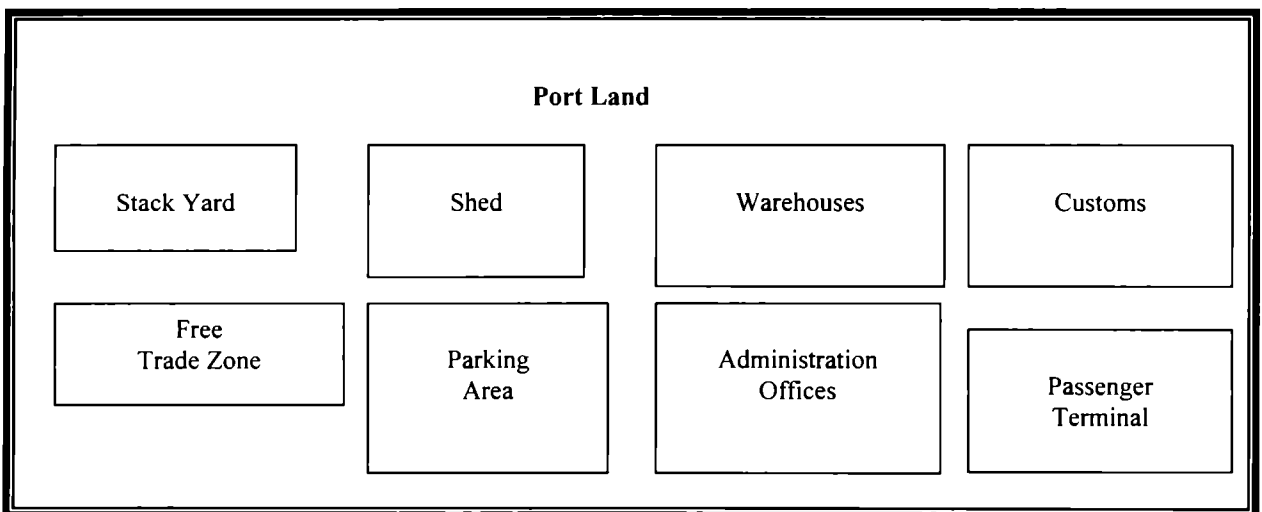 Port Land
Stack Yard
Shed
Warehouses
Customs
Free
Trade Zone
Parking
Area
Administration
Offices
Passenger
Terminal